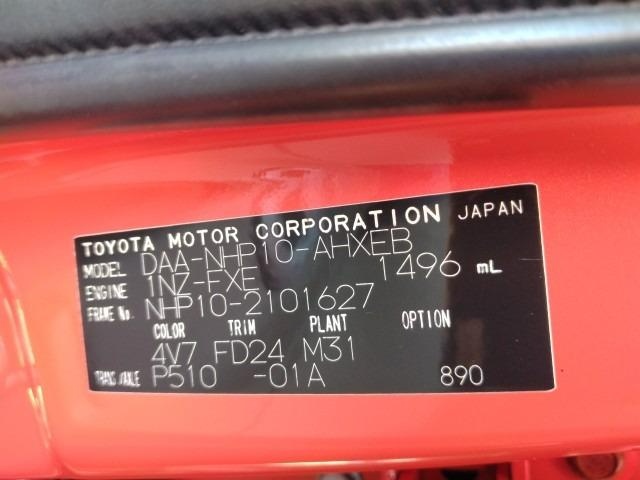 TOYOTA MOTOR CORPORATION JAPAN
MODEL DAA-NHP10-AHXEB
ENGINE 1NZ-FXE 1496 mL
FRAME No. NHP10-2101627
COLOR TRIM PLANT OPTION
4V7 FD24 M31
TRANS/AXLE P510 -01A 890